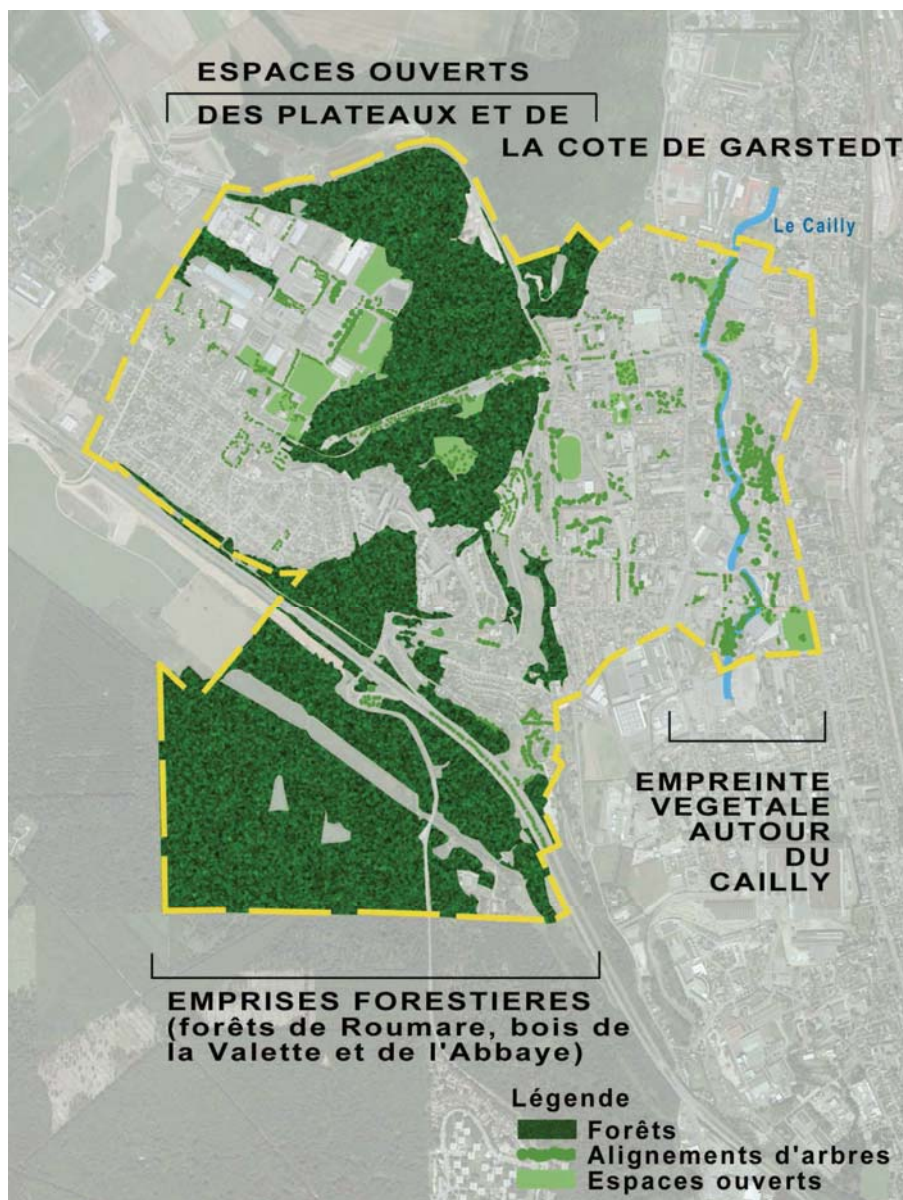 ESPACES OUVERTS
DES PLATEAUX ET DE
LA COTE DE GARSTEDT
Le Cailly
EMPREINTE
VEGETALE
AUTOUR
DU
CAILLY
EMPRISES FORESTIERES
(forêts de Roumare, bois de
la Valette et de l'Abbaye)
Légende
Forêts
Alignements d'arbres
Espaces ouverts